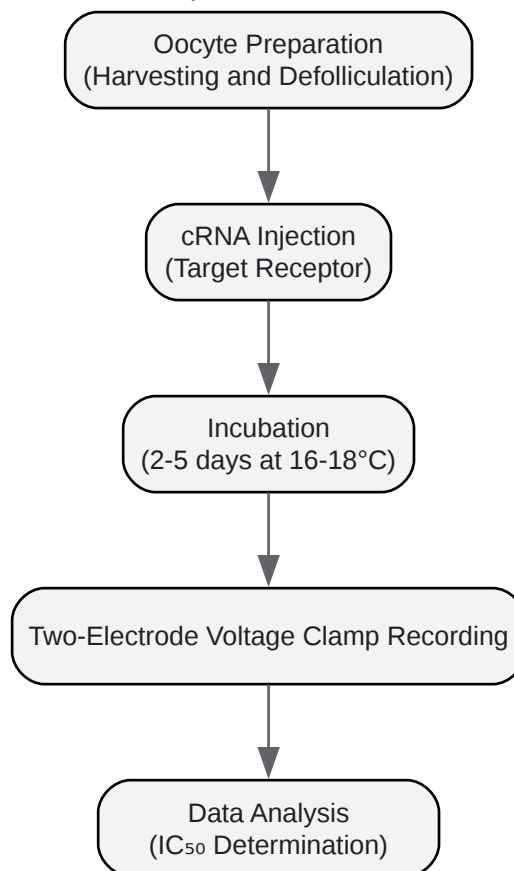 Oocyte Preparation
(Harvesting and Defolliculation)
cRNA Injection
(Target Receptor)
Incubation
(2-5 days at 16-18°C)
Two-Electrode Voltage Clamp Recording
Data Analysis
(IC₅₀ Determination)